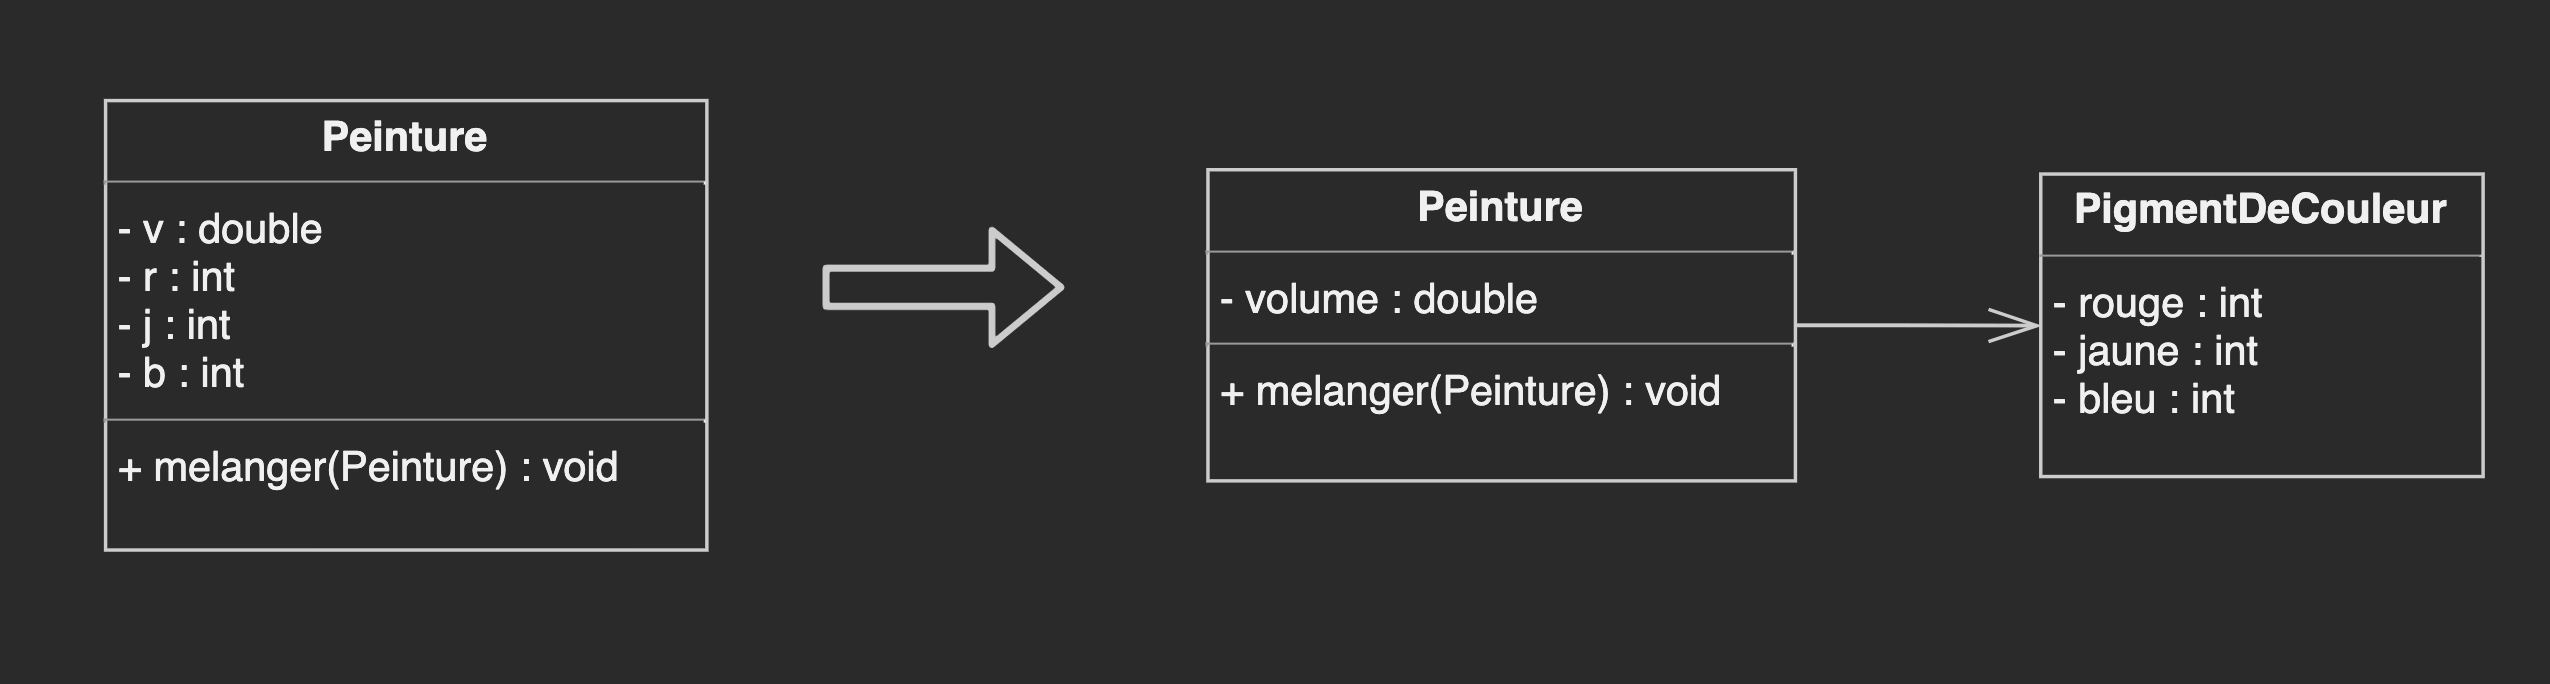 Peinture
- v : double
- r : int
- j : int
- b : int
+ melanger(Peinture) : void
Peinture
- volume : double
+ melanger(Peinture) : void
PigmentDeCouleur
- rouge : int
- jaune : int
- bleu : int